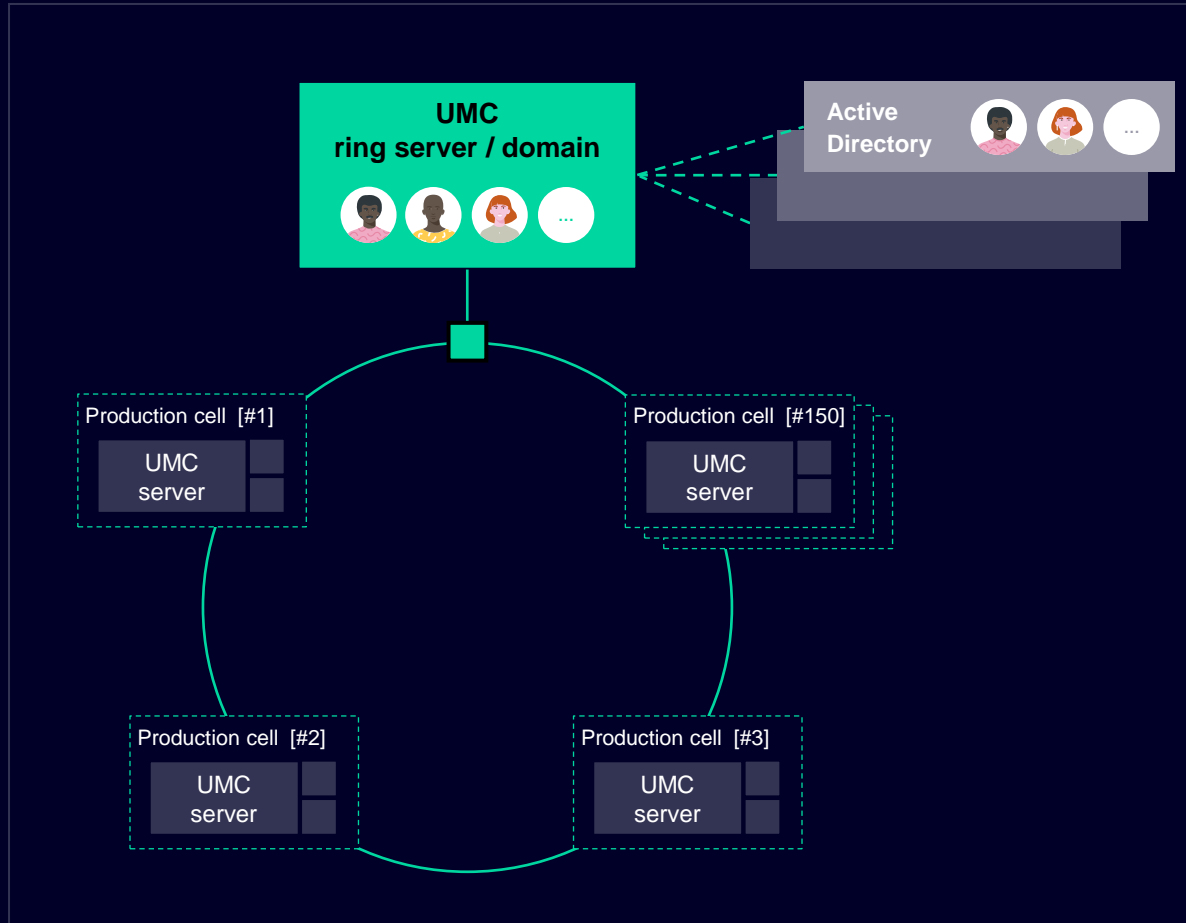 UMC
ring server / domain
...
Active
Directory
...
Production cell [#1]
UMC
server
Production cell [#150]
UMC
server
Production cell [#2]
UMC
server
Production cell [#3]
UMC
server